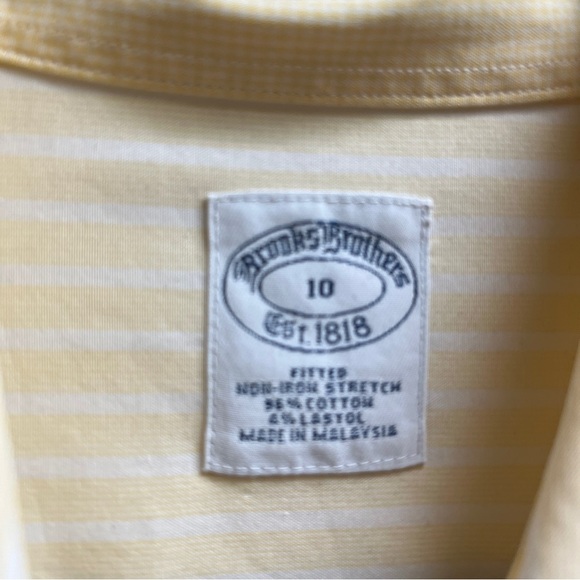 Brooks Brothers
10
Est. 1818
FITTED
NON-IRON STRETCH
96% COTTON
4% LASTOL
MADE IN MALAYSIA